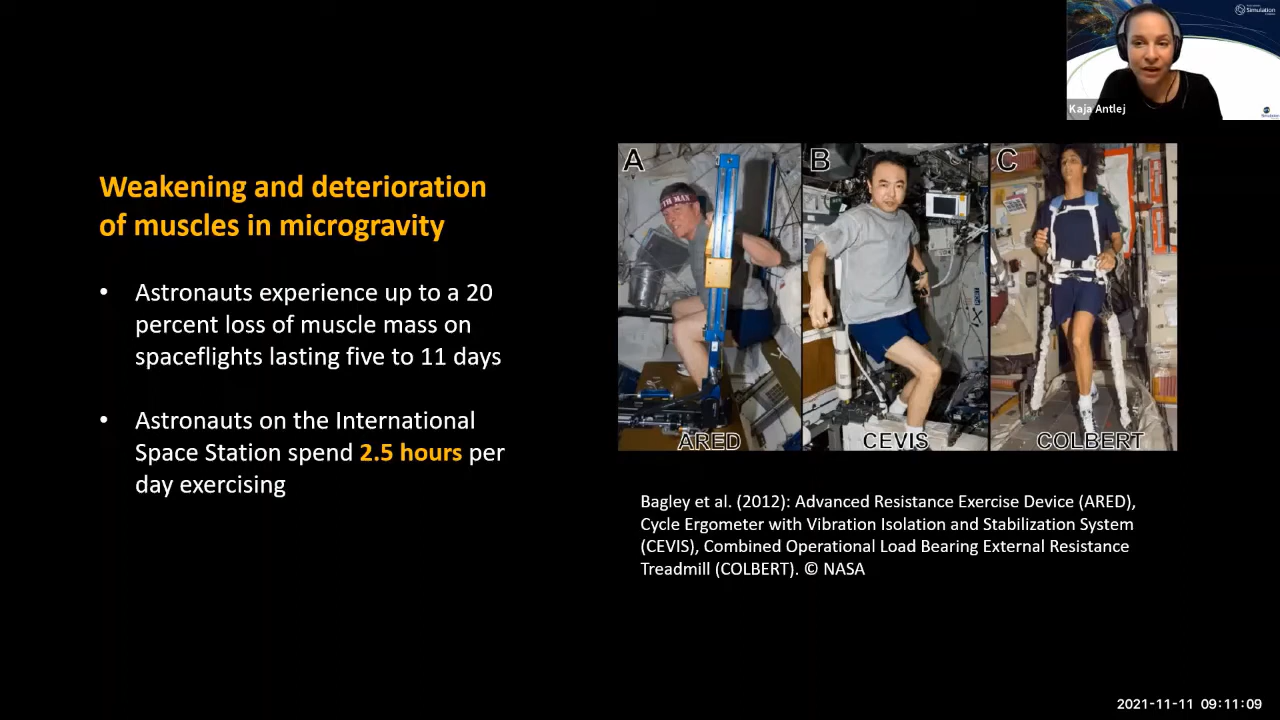 Simulation
Kaja Antlej
Weakening and deterioration
of muscles in microgravity
• Astronauts experience up to a 20
percent loss of muscle mass on
spaceflights lasting five to 11 days
• Astronauts on the International
Space Station spend 2.5 hours per
day exercising
A
B
C
ARED
CEVIS
COLBERT
Bagley et al. (2012): Advanced Resistance Exercise Device (ARED),
Cycle Ergometer with Vibration Isolation and Stabilization System
(CEVIS), Combined Operational Load Bearing External Resistance
Treadmill (COLBERT). © NASA
2021-11-11 09:11:09